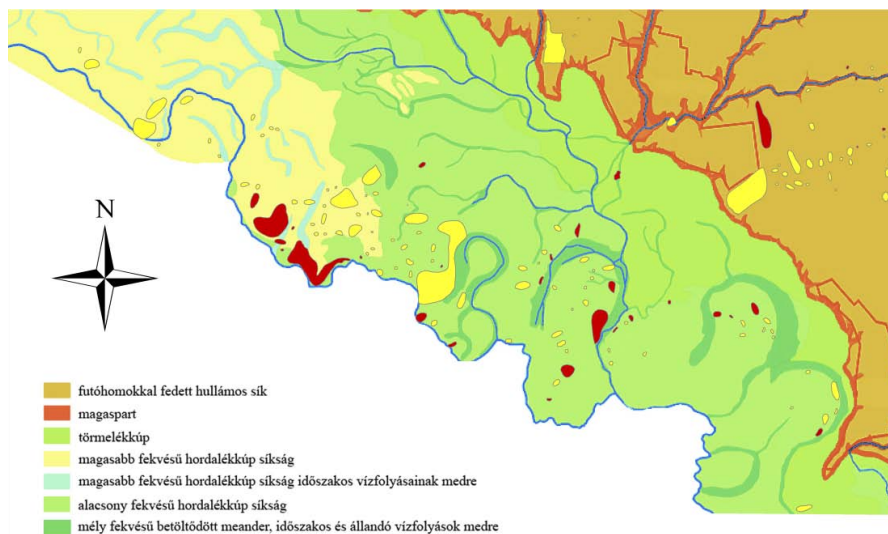 N
futóhomokkal fedett hullámos sík
magaspart
törmelékkúp
magasabb fekvésű hordalékkúp síkság
magasabb fekvésű hordalékkúp síkság időszakos vízfolyásainak medre
alacsony fekvésű hordalékkúp síkság
mély fekvésű betöltődött meander, időszakos és állandó vízfolyások medre